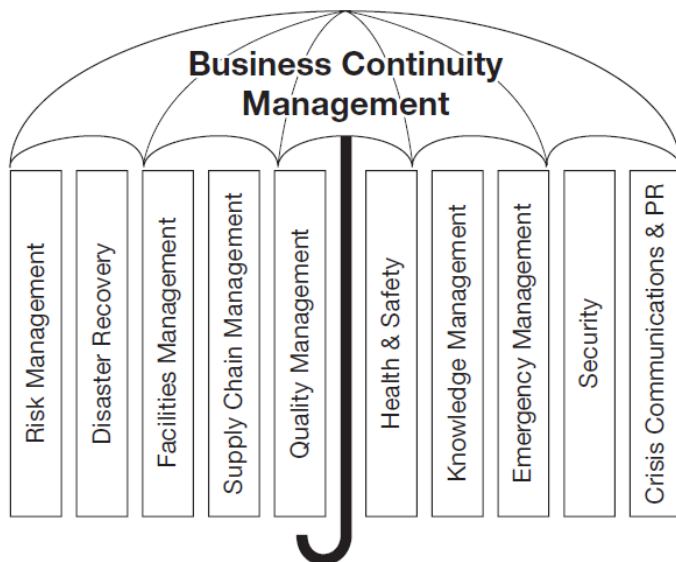 Business Continuity
Management
Risk Management
Disaster Recovery
Facilities Management
Supply Chain Management
Quality Management
Health & Safety
Knowledge Management
Emergency Management
Security
Crisis Communications & PR